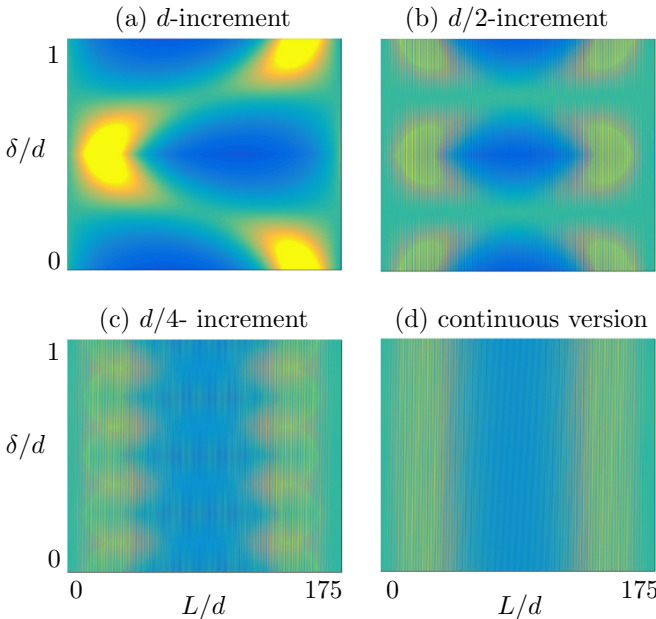 (a) d-increment
(b) d/2-increment
1
δ/d
0
(c) d/4- increment
(d) continuous version
1
δ/d
0
0
175
0
175
L/d
L/d